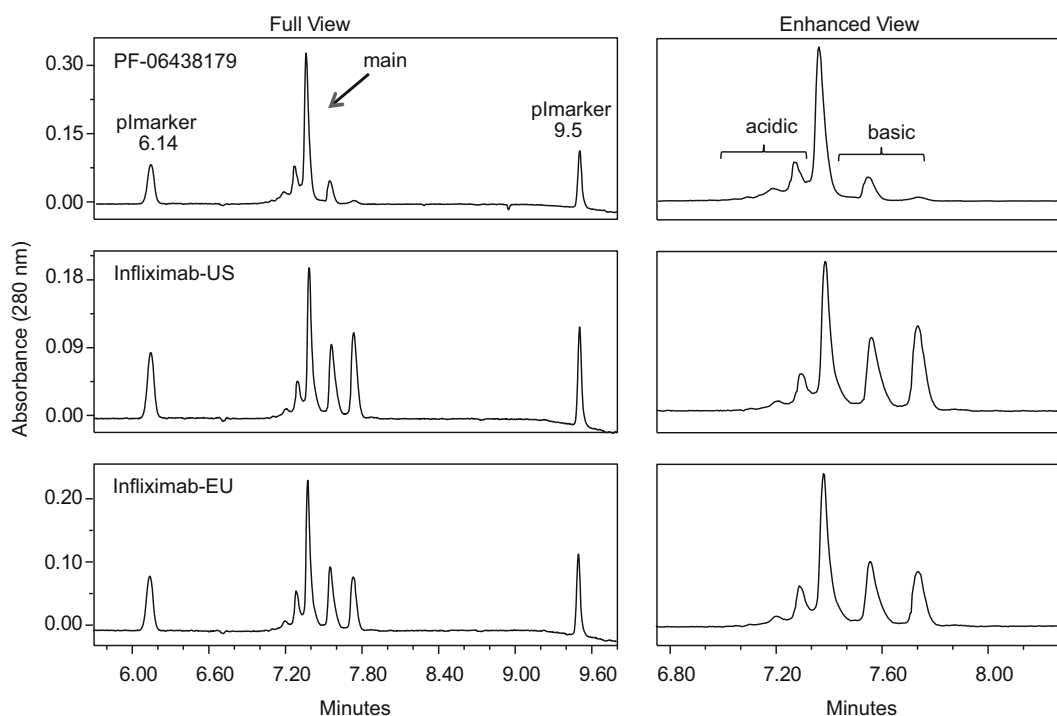 Full View
Enhanced View
PF-06438179
main
pImarker
6.14
pImarker
9.5
0.30
0.15
0.00
acidic
basic
Absorbance (280 nm)
Infliximab-US
0.18
0.09
0.00
Infliximab-EU
0.20
0.10
0.00
6.00 6.60 7.20 7.80 8.40 9.00 9.60
6.80 7.20 7.60 8.00
Minutes
Minutes